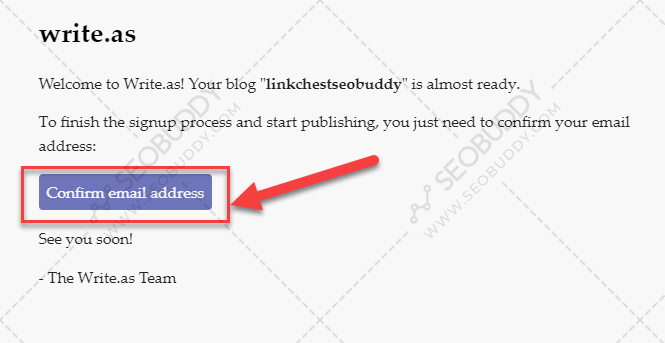 write.as
Welcome to Write.as! Your blog "linkchestseobuddy" is almost ready.
To finish the signup process and start publishing, you just need to confirm your email
address:
Confirm email address
See you soon!
- The Write.as Team
SEOBUDDY
WWW.SEOBUDDY.COM
SEOBUDDY
WWW.SEOBUDDY.COM